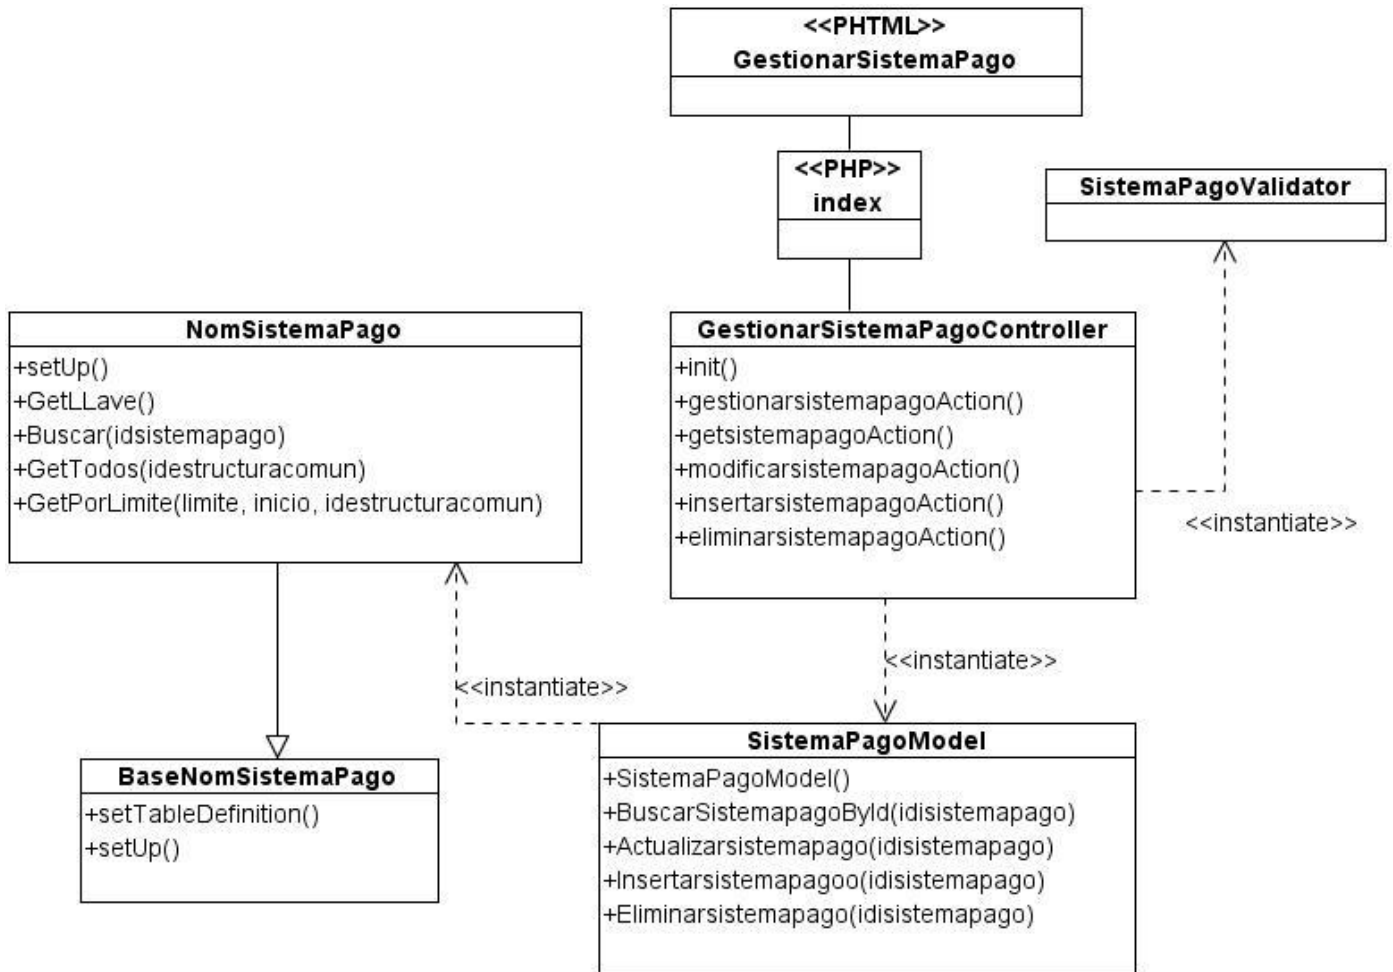 <<PHTML>>
GestionarSistemaPago
<<PHP>>
index
SistemaPagoValidator
NomSistemaPago
+setUp()
+GetLLave()
+Buscar(idsistemapago)
+GetTodos(idestructuracomun)
+GetPorLimite(limite, inicio, idestructuracomun)
GestionarSistemaPagoController
+init()
+gestionarsistemapagoAction()
+getsistemapagoAction()
+modificarsistemapagoAction()
+insertarsistemapagoAction()
+eliminarsistemapagoAction()
<<instantiate>>
<<instantiate>>
<<instantiate>>
BaseNomSistemaPago
+setTableDefinition()
+setUp()
SistemaPagoModel
+SistemaPagoModel()
+BuscarSistemapagoById(idisistemapago)
+Actualizarsistemapago(idisistemapago)
+Insertarsistemapagoo(idisistemapago)
+Eliminarsistemapago(idisistemapago)